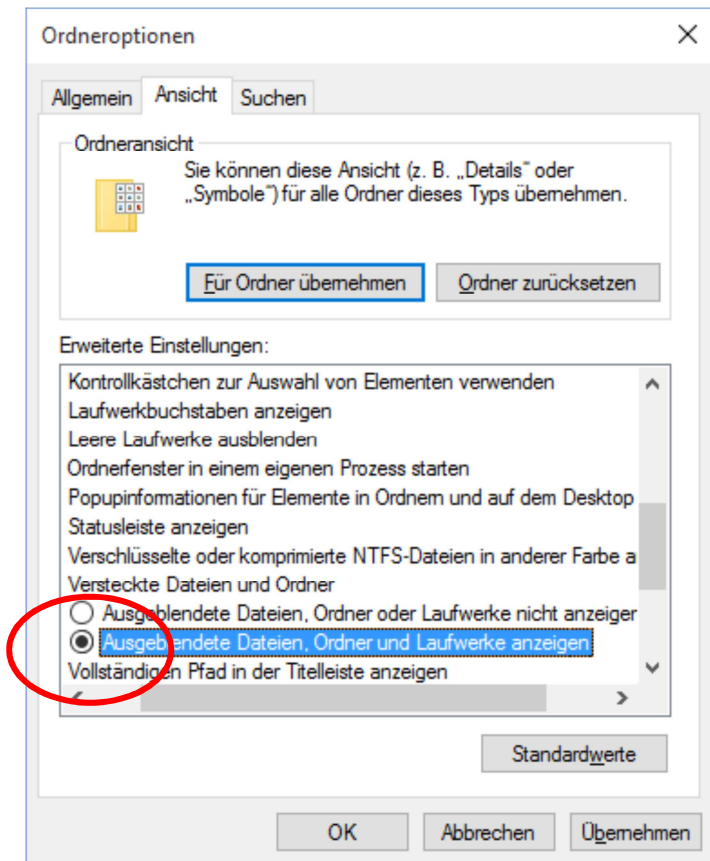 Ordneroptionen
Allgemein Ansicht Suchen
Ordneransicht
Sie können diese Ansicht (z. B. „Details" oder
„Symbole") für alle Ordner dieses Typs übernehmen.
Für Ordner übernehmen Ordner zurücksetzen
Erweiterte Einstellungen:
Kontrollkästchen zur Auswahl von Elementen verwenden
Laufwerkbuchstaben anzeigen
Leere Laufwerke ausblenden
Ordnerfenster in einem eigenen Prozess starten
Popupinformationen für Elemente in Ordnern und auf dem Desktop
Statusleiste anzeigen
Verschlüsselte oder komprimierte NTFS-Dateien in anderer Farbe a
Versteckte Dateien und Ordner
Ausgeblendete Dateien, Ordner oder Laufwerke nicht anzeiger
Ausgeblendete Dateien, Ordner und Laufwerke anzeigen
Vollständigen Pfad in der Titelleiste anzeigen
Standardwerte
OK Abbrechen Übernehmen